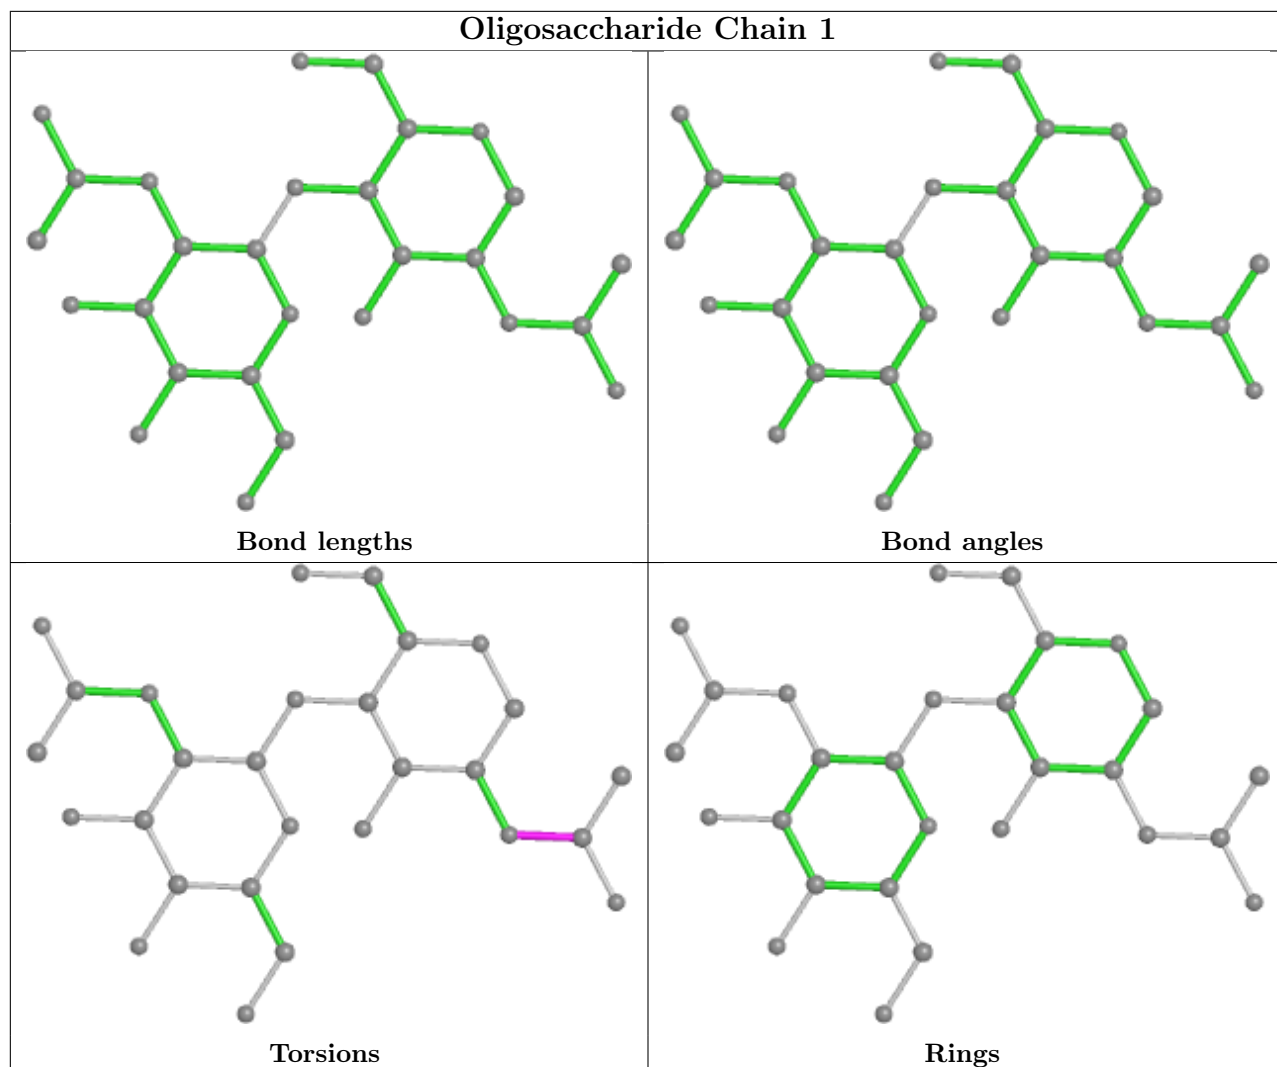 Oligosaccharide Chain 1
Bond lengths
Bond angles
Torsions
Rings